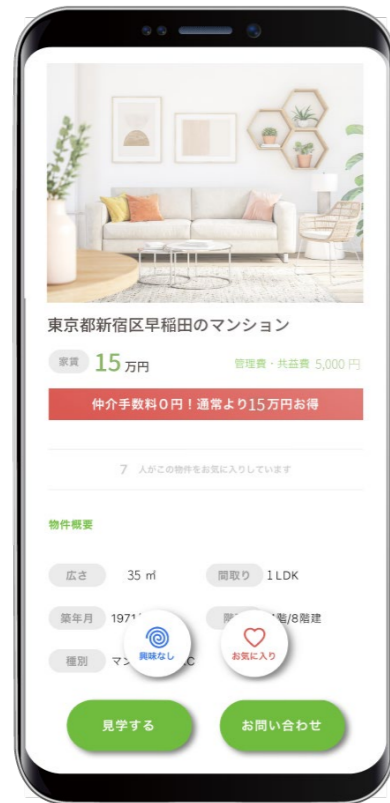 東京都新宿区早稲田のマンション
家賃 15 万円 管理費・共益費 5,000 円
仲介手数料0円！通常より15万円お得
7 人がこの物件をお気に入りしています
物件概要
広さ 35 ㎡ 間取り 1LDK
築年月 1971 階/8階建
興味なし お気に入り
種別 マン C
見学する お問い合わせ